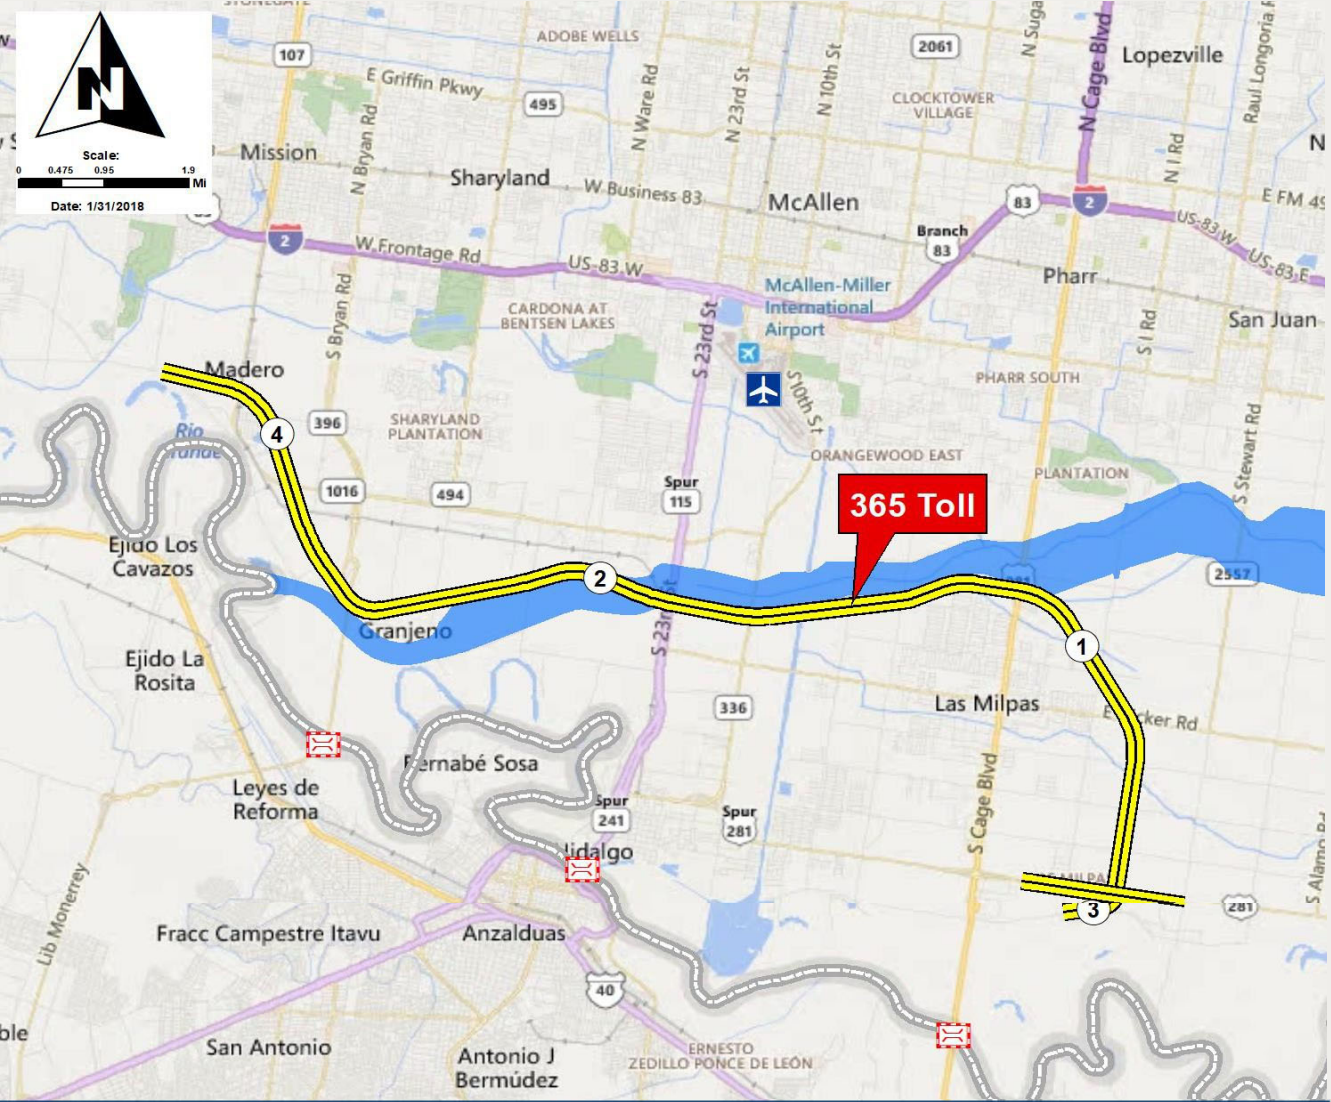 STONEGATE
N
Scale:
0 0.475 0.95 1.9
Mi
Date: 1/31/2018
107
E Griffin Pkwy
ADOBE WELLS
495
N Ware Rd
N 23rd St
N 10th St
2061
CLOCKTOWER
VILLAGE
N Cage Blvd
Lopezville
Raul Longoria
N I Rd
Mission
N Bryan Rd
Sharyland
W Business 83
McAllen
83
2
US-83 W
US-83 E
E FM 49
2
W Frontage Rd
US-83 W
Branch
83
Pharr
San Juan
S I Rd
McAllen-Miller
International
Airport
CARDONA AT
BENTSEN LAKES
S Bryan Rd
S 23rd St
S 10th St
Madero
PHARR SOUTH
396
4
SHARYLAND
PLANTATION
Rio
ORANGEWOOD EAST
PLANTATION
S Stewart Rd
1016
494
Spur
115
365 Toll
Ejido Los
Cavazos
2
2557
Granjeno
1
Ejido La
Rosita
336
Las Milpas
Leyes de
Reforma
Spur
241
Spur
281
S Cage Blvd
3
281
S Alamo Rd
Lib Monerrey
Fracc Campestre Itavu
Anzalduas
40
San Antonio
Antonio J
Bermúdez
ERNESTO
ZEDILLO PONCE DE LEÓN